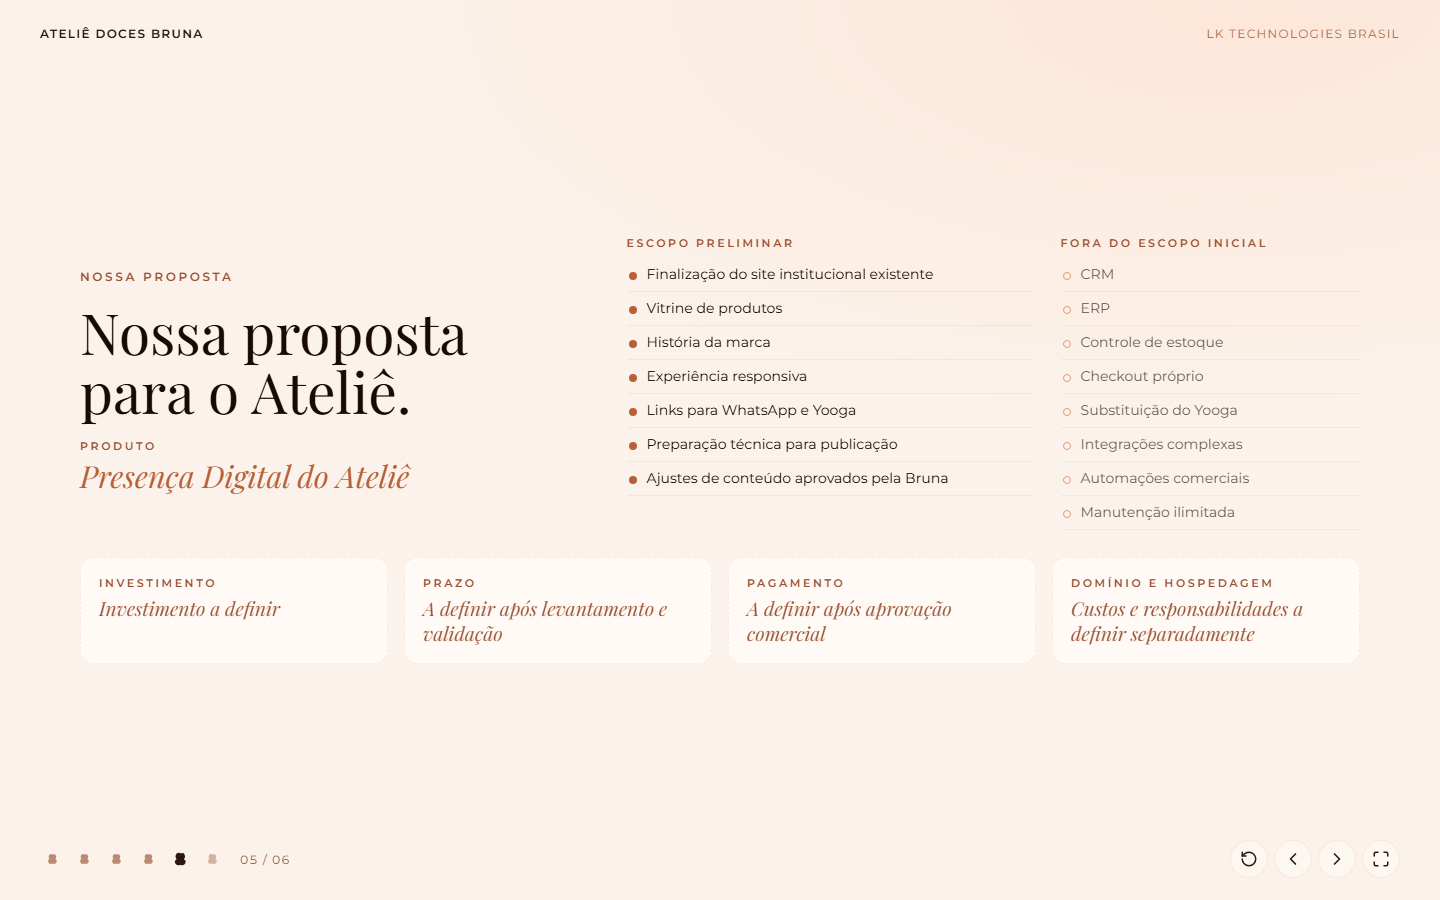 ATELIÊ DOCES BRUNA
LK TECHNOLOGIES BRASIL
NOSSA PROPOSTA
Nossa proposta
para o Ateliê.
PRODUTO
Presença Digital do Ateliê
ESCOPO PRELIMINAR
Finalização do site institucional existente
Vitrine de produtos
História da marca
Experiência responsiva
Links para WhatsApp e Yooga
Preparação técnica para publicação
Ajustes de conteúdo aprovados pela Bruna
FORA DO ESCOPO INICIAL
CRM
ERP
Controle de estoque
Checkout próprio
Substituição do Yooga
Integrações complexas
Automações comerciais
Manutenção ilimitada
INVESTIMENTO
Investimento a definir
PRAZO
A definir após levantamento e
validação
PAGAMENTO
A definir após aprovação
comercial
DOMÍNIO E HOSPEDAGEM
Custos e responsabilidades a
definir separadamente
05 / 06